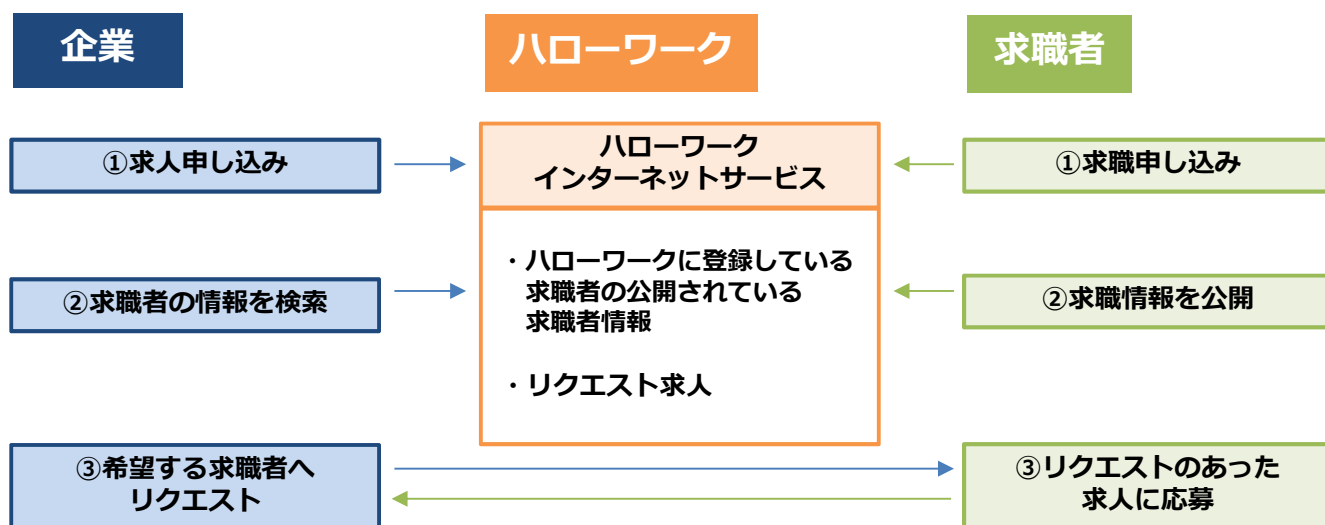 企業
ハローワーク
求職者
①求人申し込み
ハローワーク
インターネットサービス
①求職申し込み
②求職者の情報を検索
・ハローワークに登録している
求職者の公開されている
求職者情報
・リクエスト求人
②求職情報を公開
③希望する求職者へ
リクエスト
③リクエストのあった
求人に応募